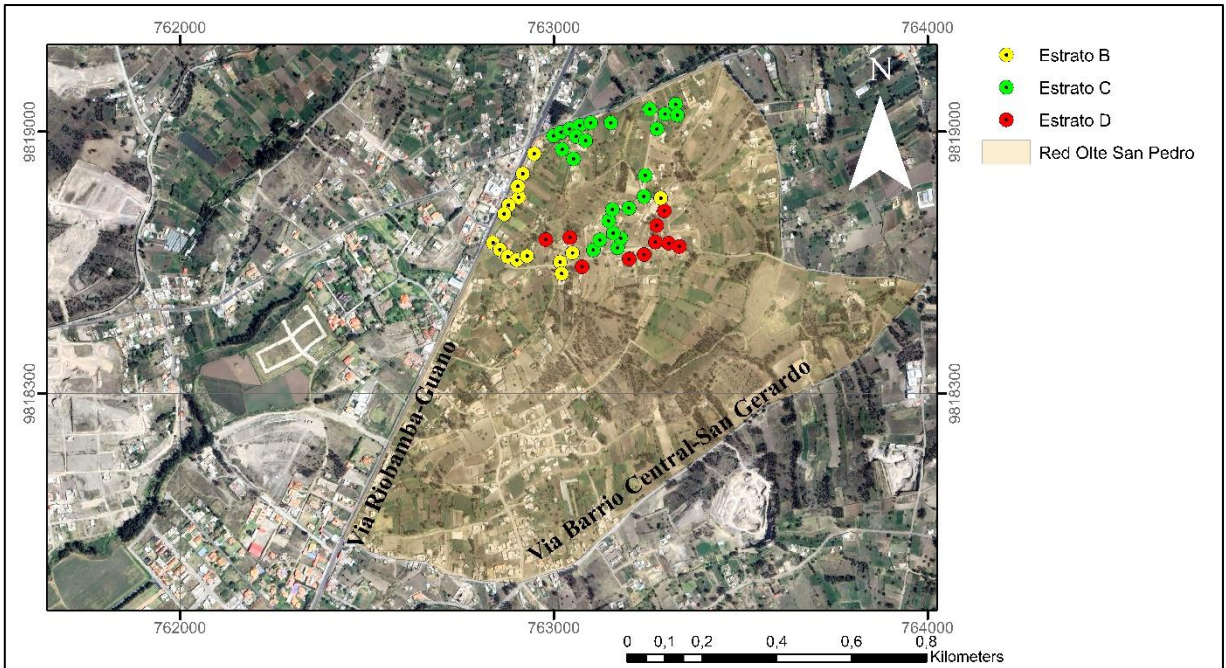 762000
763000
764000
Estrato B
Estrato C
Estrato D
Red Olte San Pedro
N
9819000
9819000
9818300
9818300
Via Riobamba-Guano
Via Barrio Central-San Gerardo
762000
763000
764000
0 0,1 0,2 0,4 0,6 0,8
Kilometers